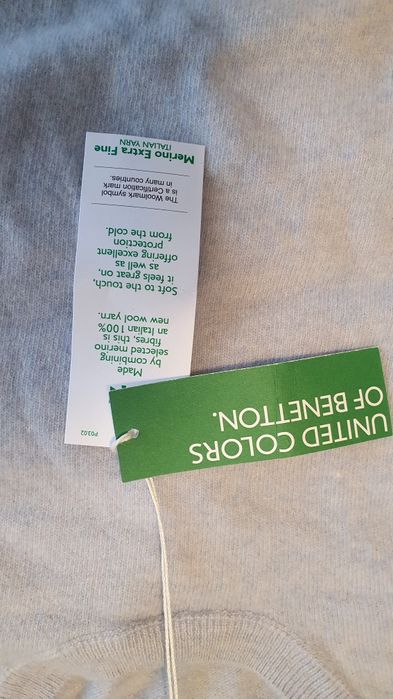 UNITED COLORS
OF BENETTON.
P0302
Made
by combining
selected merino
fibres, this is
an Italian 100%
new wool yarn.
Soft to the touch,
it feels great on,
as well as
offering excellent
protection
from the cold.
The Woolmark symbol
is a Certification mark
in many countries.
Merino Extra Fine
ITALIAN YARN